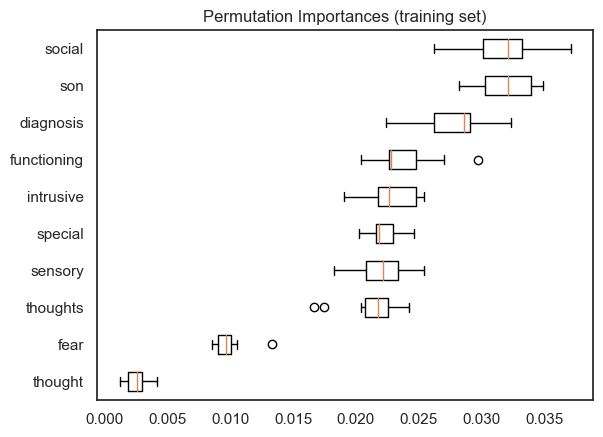 Permutation Importances (training set)
social
son
diagnosis
functioning
intrusive
special
sensory
thoughts
fear
thought
0.000 0.005 0.010 0.015 0.020 0.025 0.030 0.035